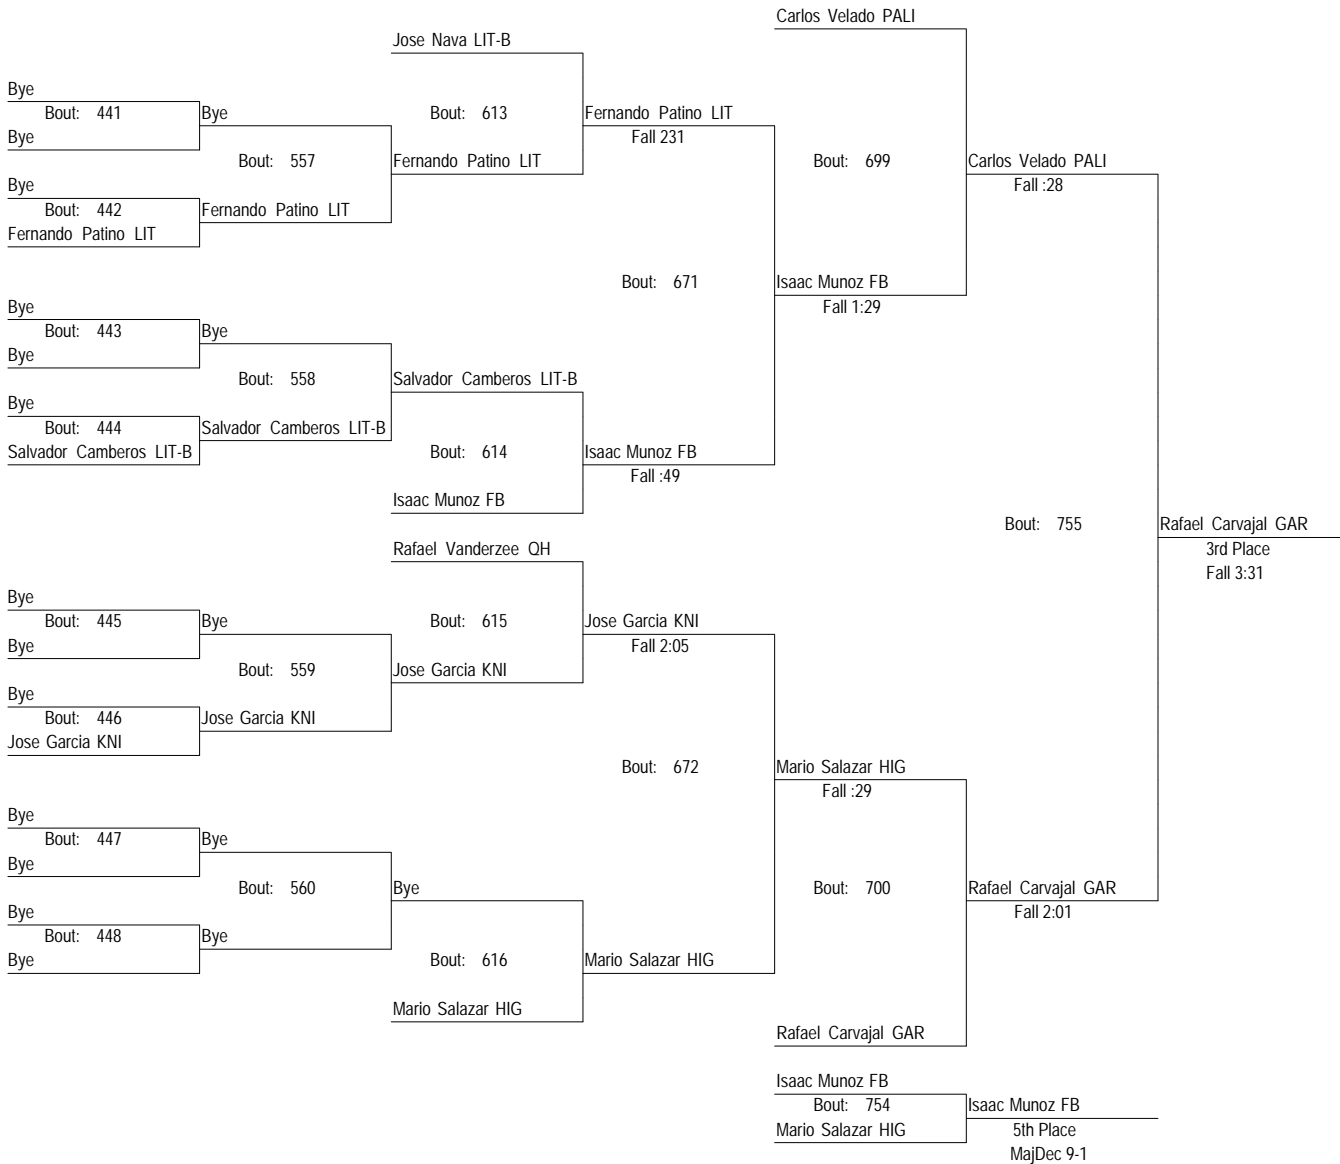 Carlos Velado PALI
Jose Nava LIT-B
Bye
Bout: 441
Bye
Bout: 613
Fernando Patino LIT
Bye
Fall 231
Bout: 557
Fernando Patino LIT
Bout: 699
Carlos Velado PALI
Bye
Fall :28
Bout: 442
Fernando Patino LIT
Fernando Patino LIT
Bout: 671
Isaac Munoz FB
Bye
Fall 1:29
Bout: 443
Bye
Bye
Bout: 558
Salvador Camberos LIT-B
Bye
Bout: 444
Salvador Camberos LIT-B
Salvador Camberos LIT-B
Bout: 614
Isaac Munoz FB
Fall :49
Isaac Munoz FB
Bout: 755
Rafael Carvajal GAR
Rafael Vanderzee QH
3rd Place
Fall 3:31
Bye
Bout: 445
Bye
Bout: 615
Jose Garcia KNI
Bye
Fall 2:05
Bout: 559
Jose Garcia KNI
Bye
Bout: 446
Jose Garcia KNI
Jose Garcia KNI
Bout: 672
Mario Salazar HIG
Fall :29
Bye
Bout: 447
Bye
Bye
Bout: 560
Bye
Bout: 700
Rafael Carvajal GAR
Bye
Fall 2:01
Bout: 448
Bye
Bye
Bout: 616
Mario Salazar HIG
Mario Salazar HIG
Rafael Carvajal GAR
Isaac Munoz FB
Bout: 754
Isaac Munoz FB
Mario Salazar HIG
5th Place
MajDec 9-1